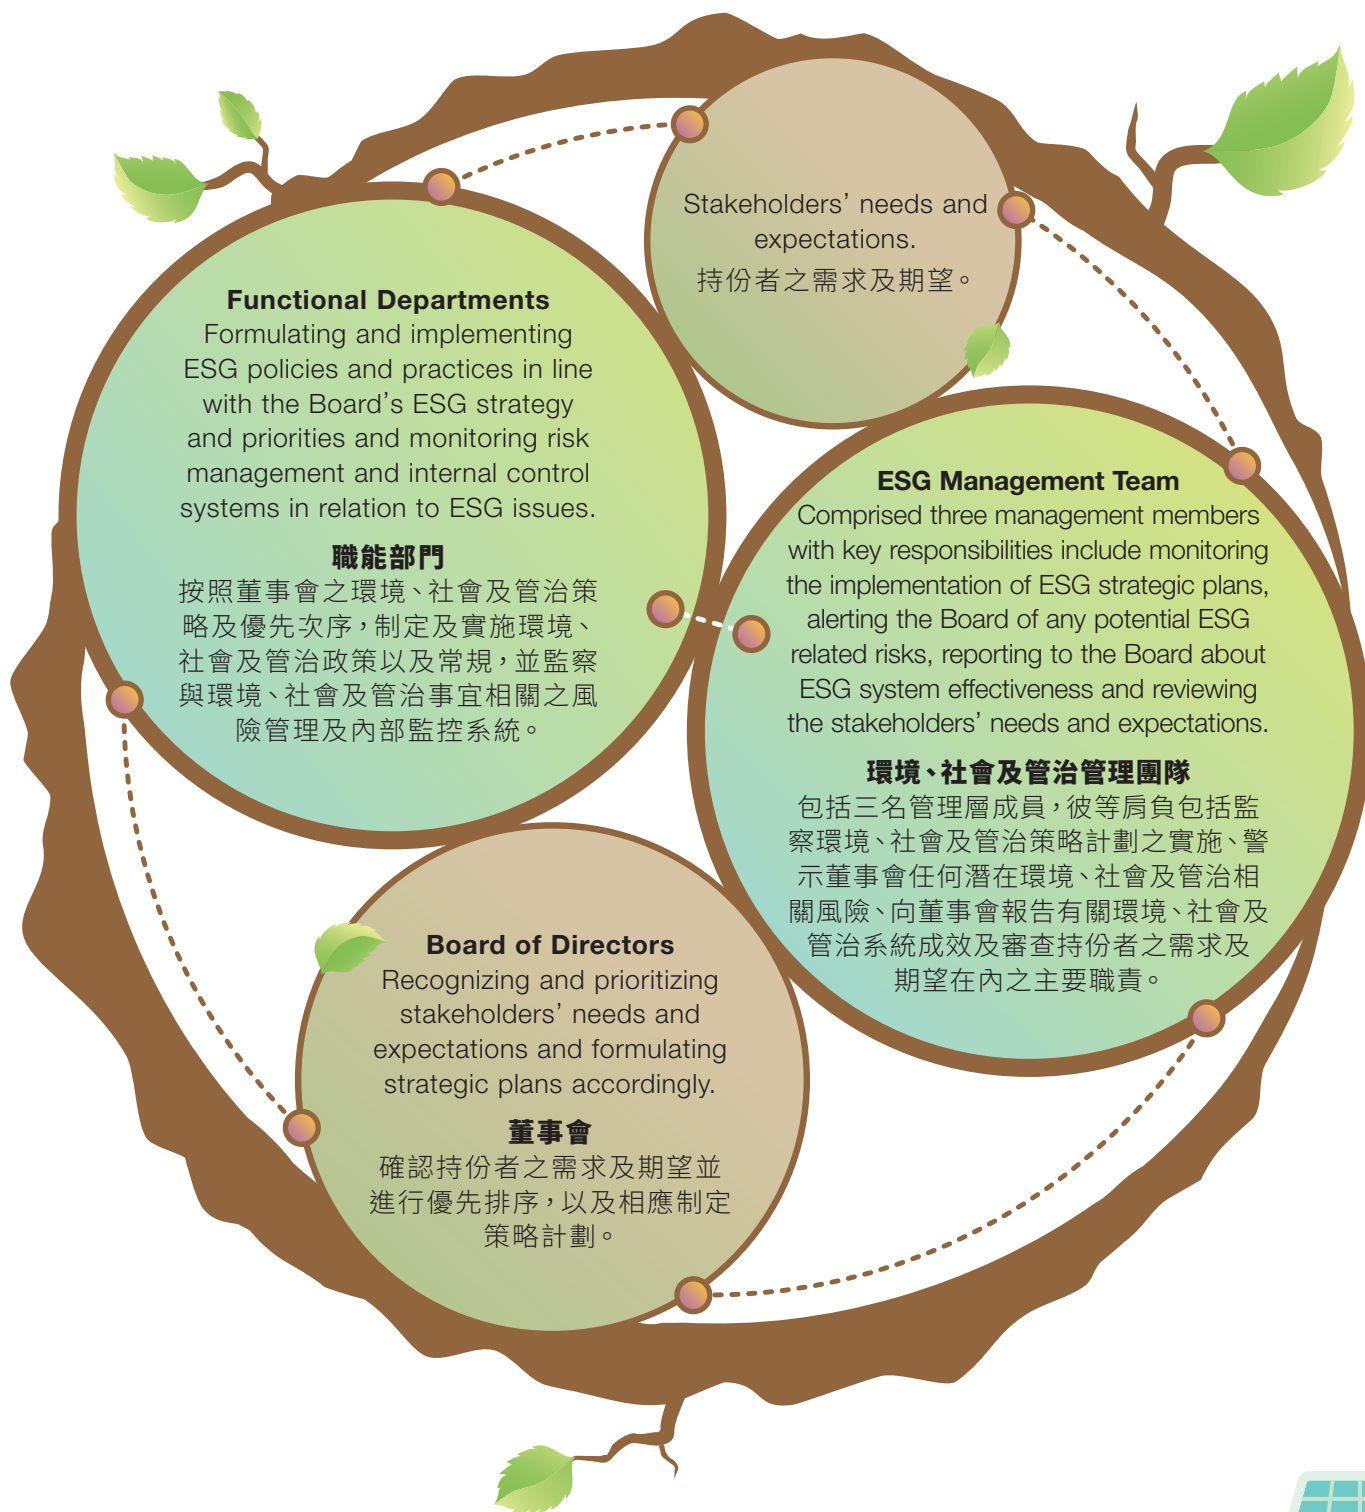 Stakeholders’ needs and
expectations.
持份者之需求及期望。
Functional Departments
Formulating and implementing
ESG policies and practices in line
with the Board’s ESG strategy
and priorities and monitoring risk
management and internal control
systems in relation to ESG issues.
職能部門
按照董事會之環境、社會及管治策
略及優先次序，制定及實施環境、
社會及管治政策以及常規，並監察
與環境、社會及管治事宜相關之風
險管理及內部監控系統。
ESG Management Team
Comprised three management members
with key responsibilities include monitoring
the implementation of ESG strategic plans,
alerting the Board of any potential ESG
related risks, reporting to the Board about
ESG system effectiveness and reviewing
the stakeholders’ needs and expectations.
環境、社會及管治管理團隊
包括三名管理層成員，彼等肩負包括監
察環境、社會及管治策略計劃之實施、警
示董事會任何潛在環境、社會及管治相
關風險、向董事會報告有關環境、社會及
管治系統成效及審查持份者之需求及
期望在內之主要職責。
Board of Directors
Recognizing and prioritizing
stakeholders’ needs and
expectations and formulating
strategic plans accordingly.
董事會
確認持份者之需求及期望並
進行優先排序，以及相應制定
策略計劃。